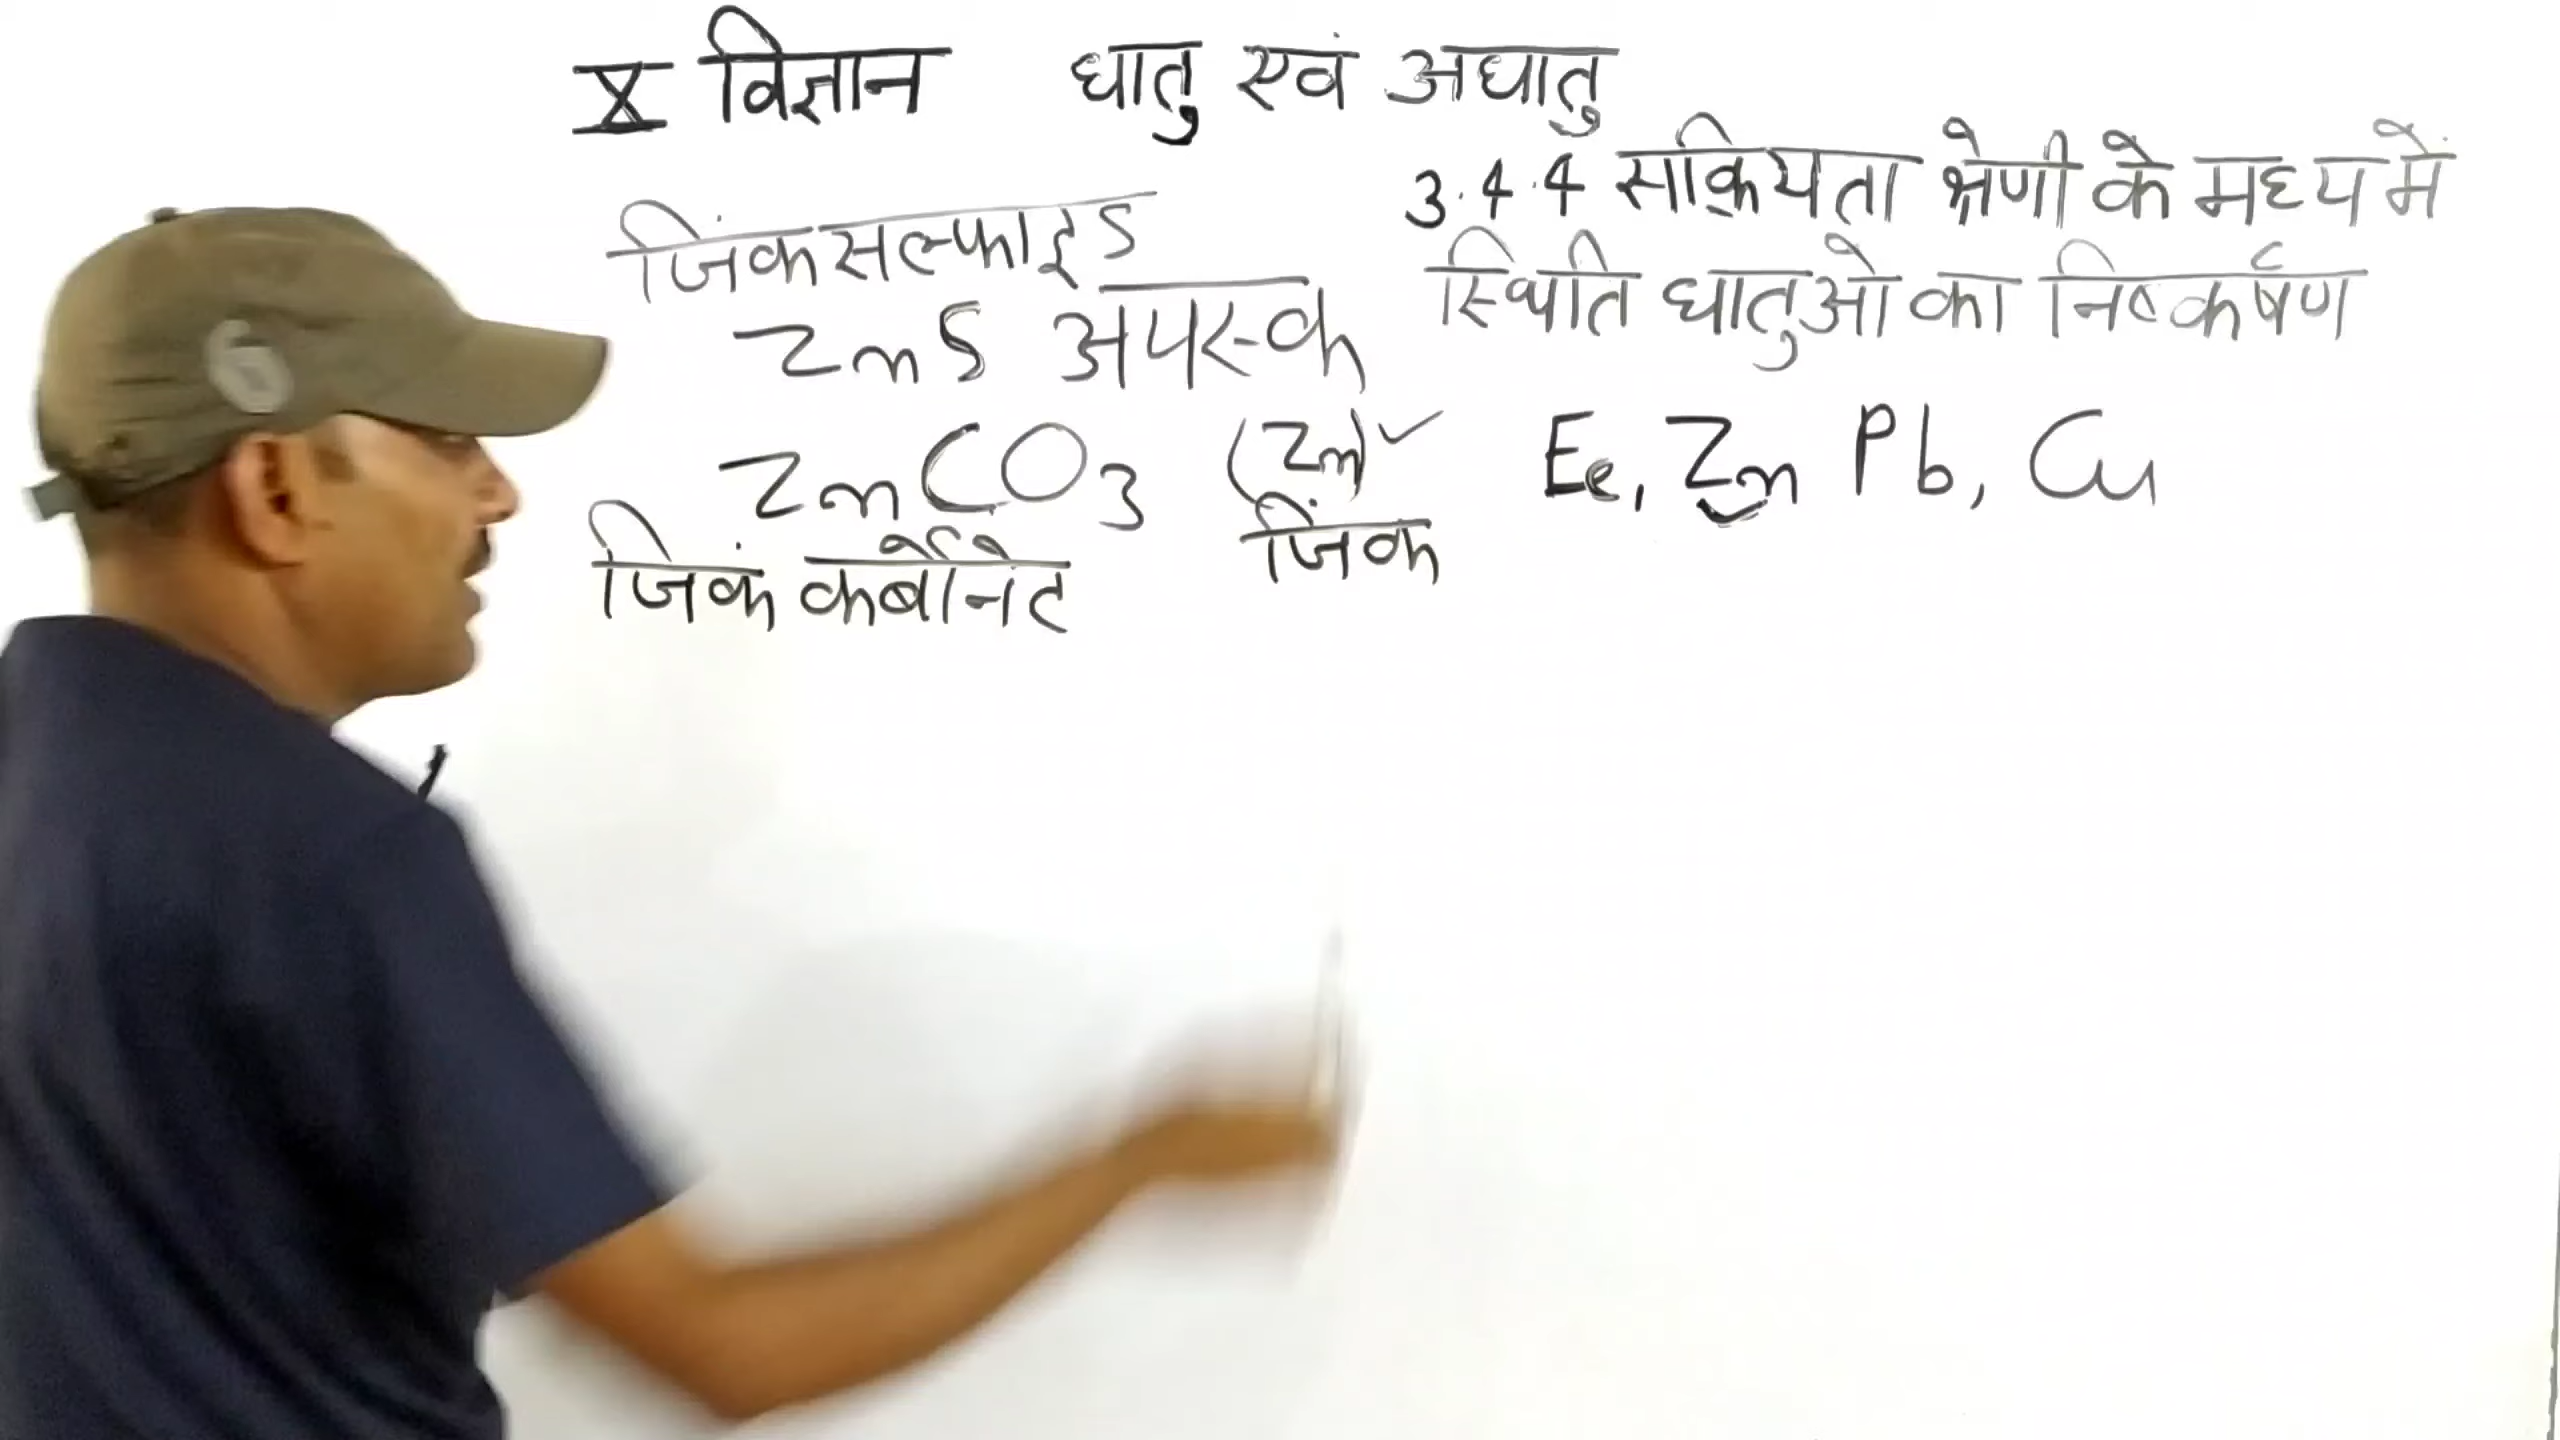 X विज्ञान धातु एवं अधातु
3.4.4 सक्रियता श्रेणी के मध्य में
स्थिति धातुओ का निष्कर्षण
जिंक सल्फाइड
ZnS अयस्क
ZnCO3 (Zn) ✓
जिंक कर्बोनेट जिंक
Fe, Zn Pb, Cu